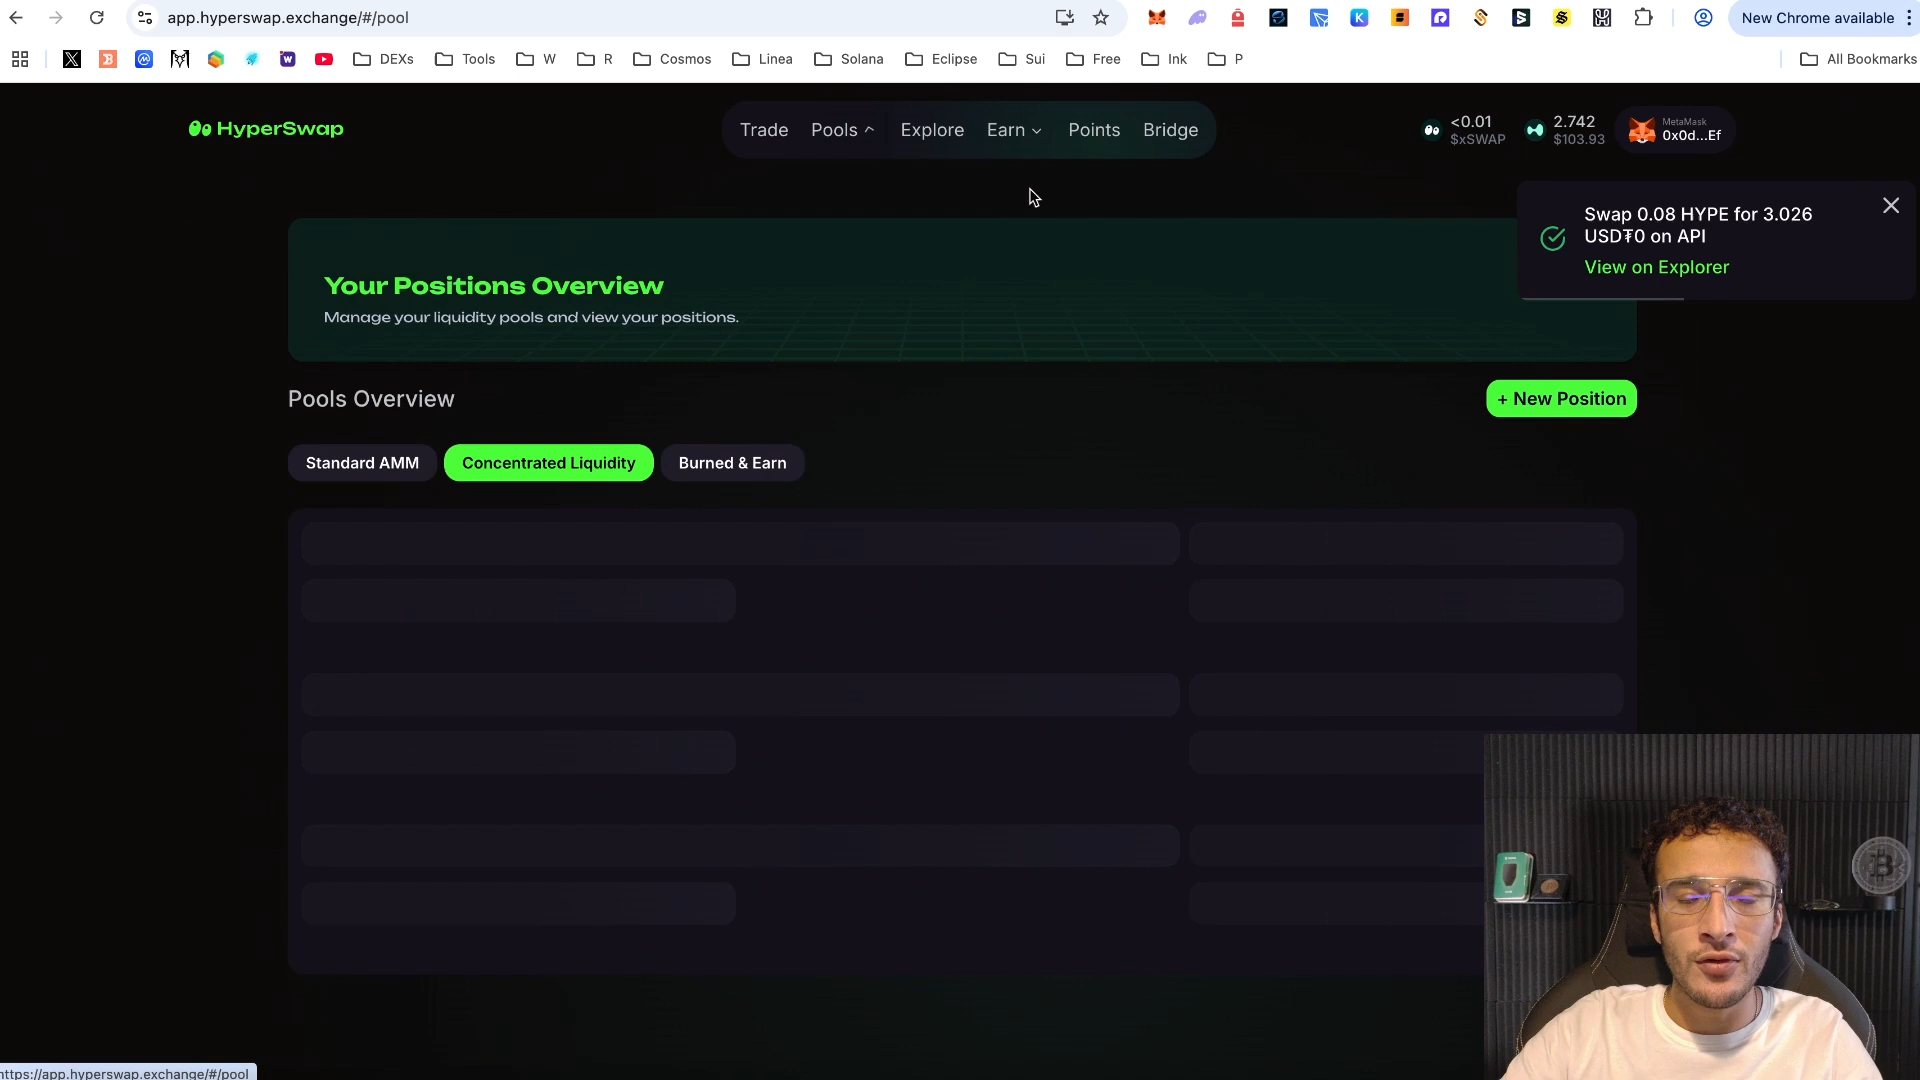 app.hyperswap.exchange/#/pool
New Chrome available
DEXs
Tools
W
R
Cosmos
Linea
Solana
Eclipse
Sui
Free
Ink
P
All Bookmarks
HyperSwap
Trade
Pools
Explore
Earn
Points
Bridge
<0.01
$xSWAP
2.742
$103.93
MetaMask
0x0d...Ef
Swap 0.08 HYPE for 3.026
USD₮0 on API
View on Explorer
Your Positions Overview
Manage your liquidity pools and view your positions.
Pools Overview
+ New Position
Standard AMM
Concentrated Liquidity
Burned & Earn
https://app.hyperswap.exchange/#/pool